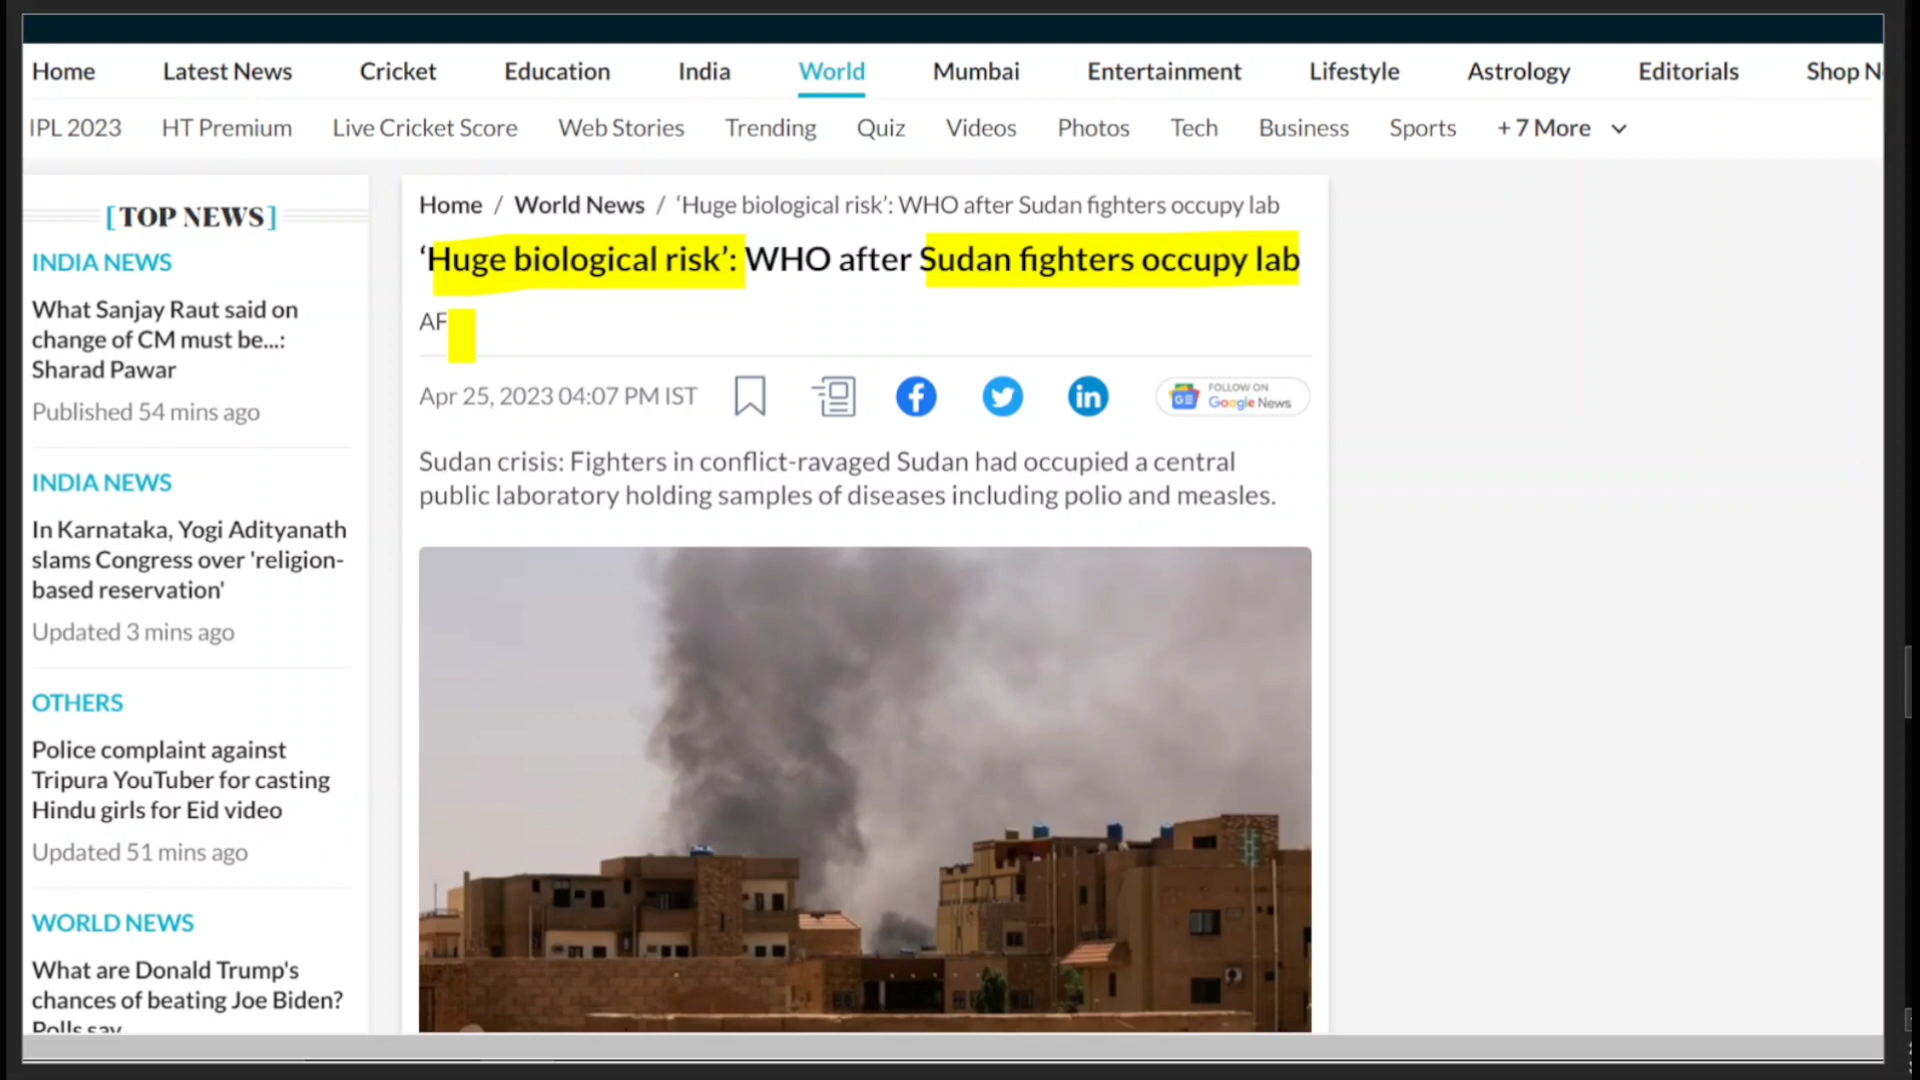 Home Latest News Cricket Education India World Mumbai Entertainment Lifestyle Astrology Editorials Shop N
IPL 2023 HT Premium Live Cricket Score Web Stories Trending Quiz Videos Photos Tech Business Sports + 7 More
[TOP NEWS]
INDIA NEWS
What Sanjay Raut said on
change of CM must be...:
Sharad Pawar
Published 54 mins ago
INDIA NEWS
In Karnataka, Yogi Adityanath
slams Congress over 'religion-
based reservation'
Updated 3 mins ago
OTHERS
Police complaint against
Tripura YouTuber for casting
Hindu girls for Eid video
Updated 51 mins ago
WORLD NEWS
What are Donald Trump's
chances of beating Joe Biden?
Polls say
Home / World News / ‘Huge biological risk’: WHO after Sudan fighters occupy lab
‘Huge biological risk’: WHO after Sudan fighters occupy lab
AF
Apr 25, 2023 04:07 PM IST
FOLLOW ON
Google News
Sudan crisis: Fighters in conflict-ravaged Sudan had occupied a central
public laboratory holding samples of diseases including polio and measles.